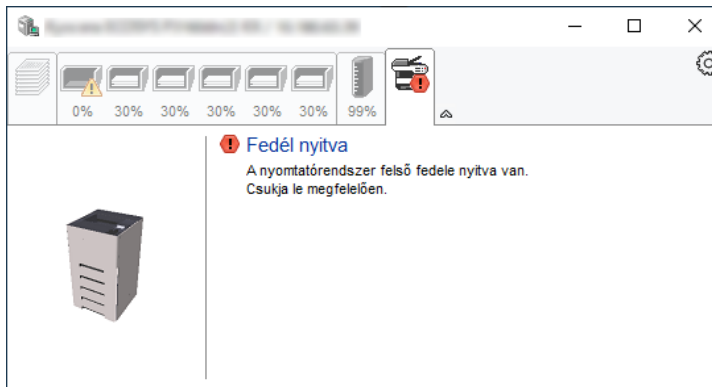 0% 30% 30% 30% 30% 30% 99%
Fedél nyitva
A nyomtatórendszer felső fedele nyitva van.
Csukja le megfelelően.